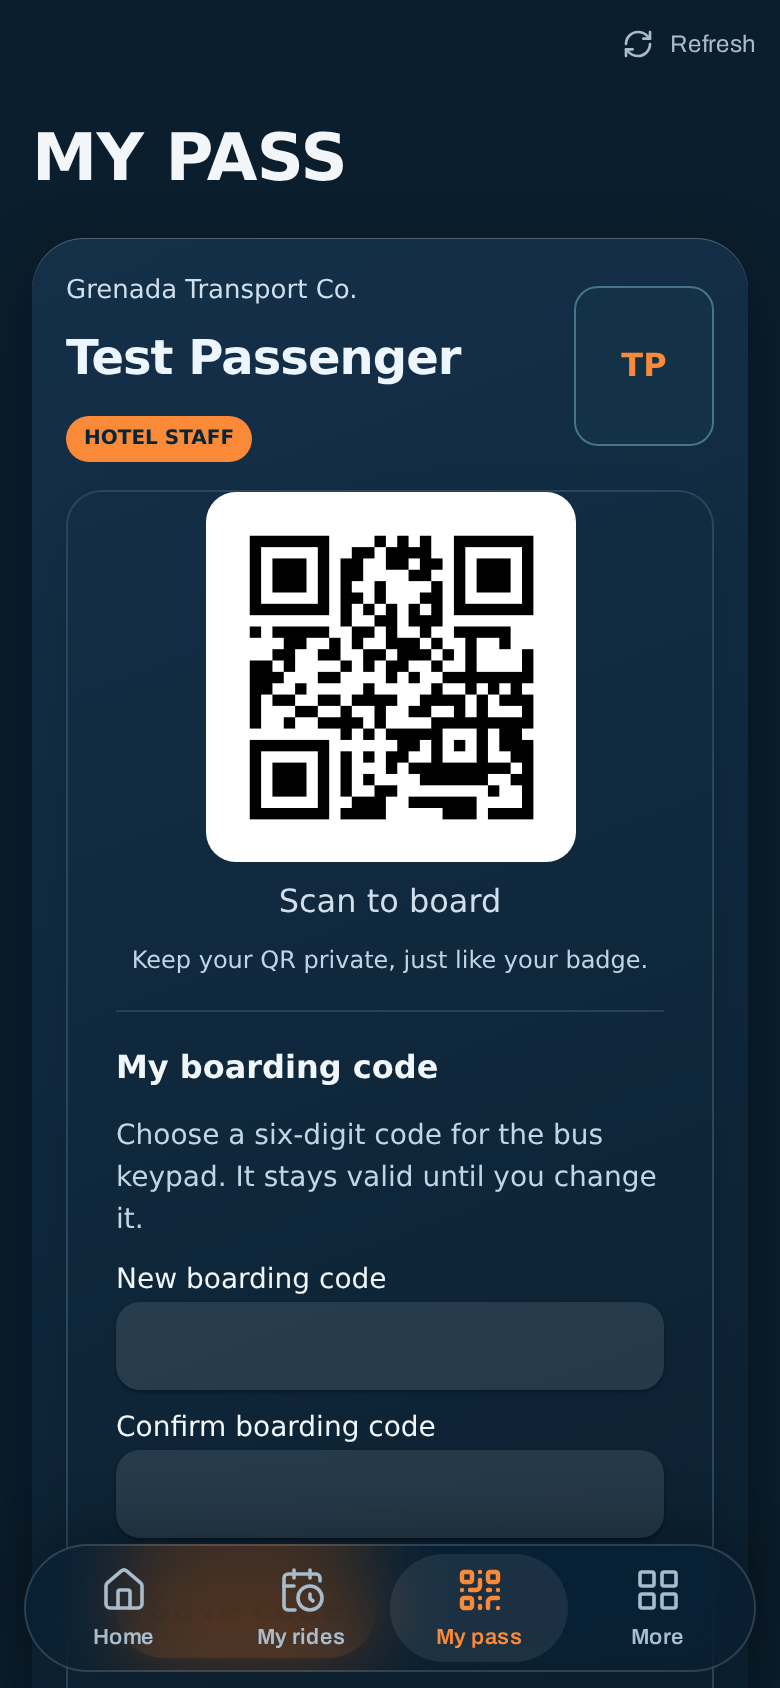 Refresh
MY PASS
Grenada Transport Co.
Test Passenger
TP
HOTEL STAFF
Scan to board
Keep your QR private, just like your badge.
My boarding code
Choose a six-digit code for the bus
keypad. It stays valid until you change
it.
New boarding code
Confirm boarding code
Home
My rides
My pass
More